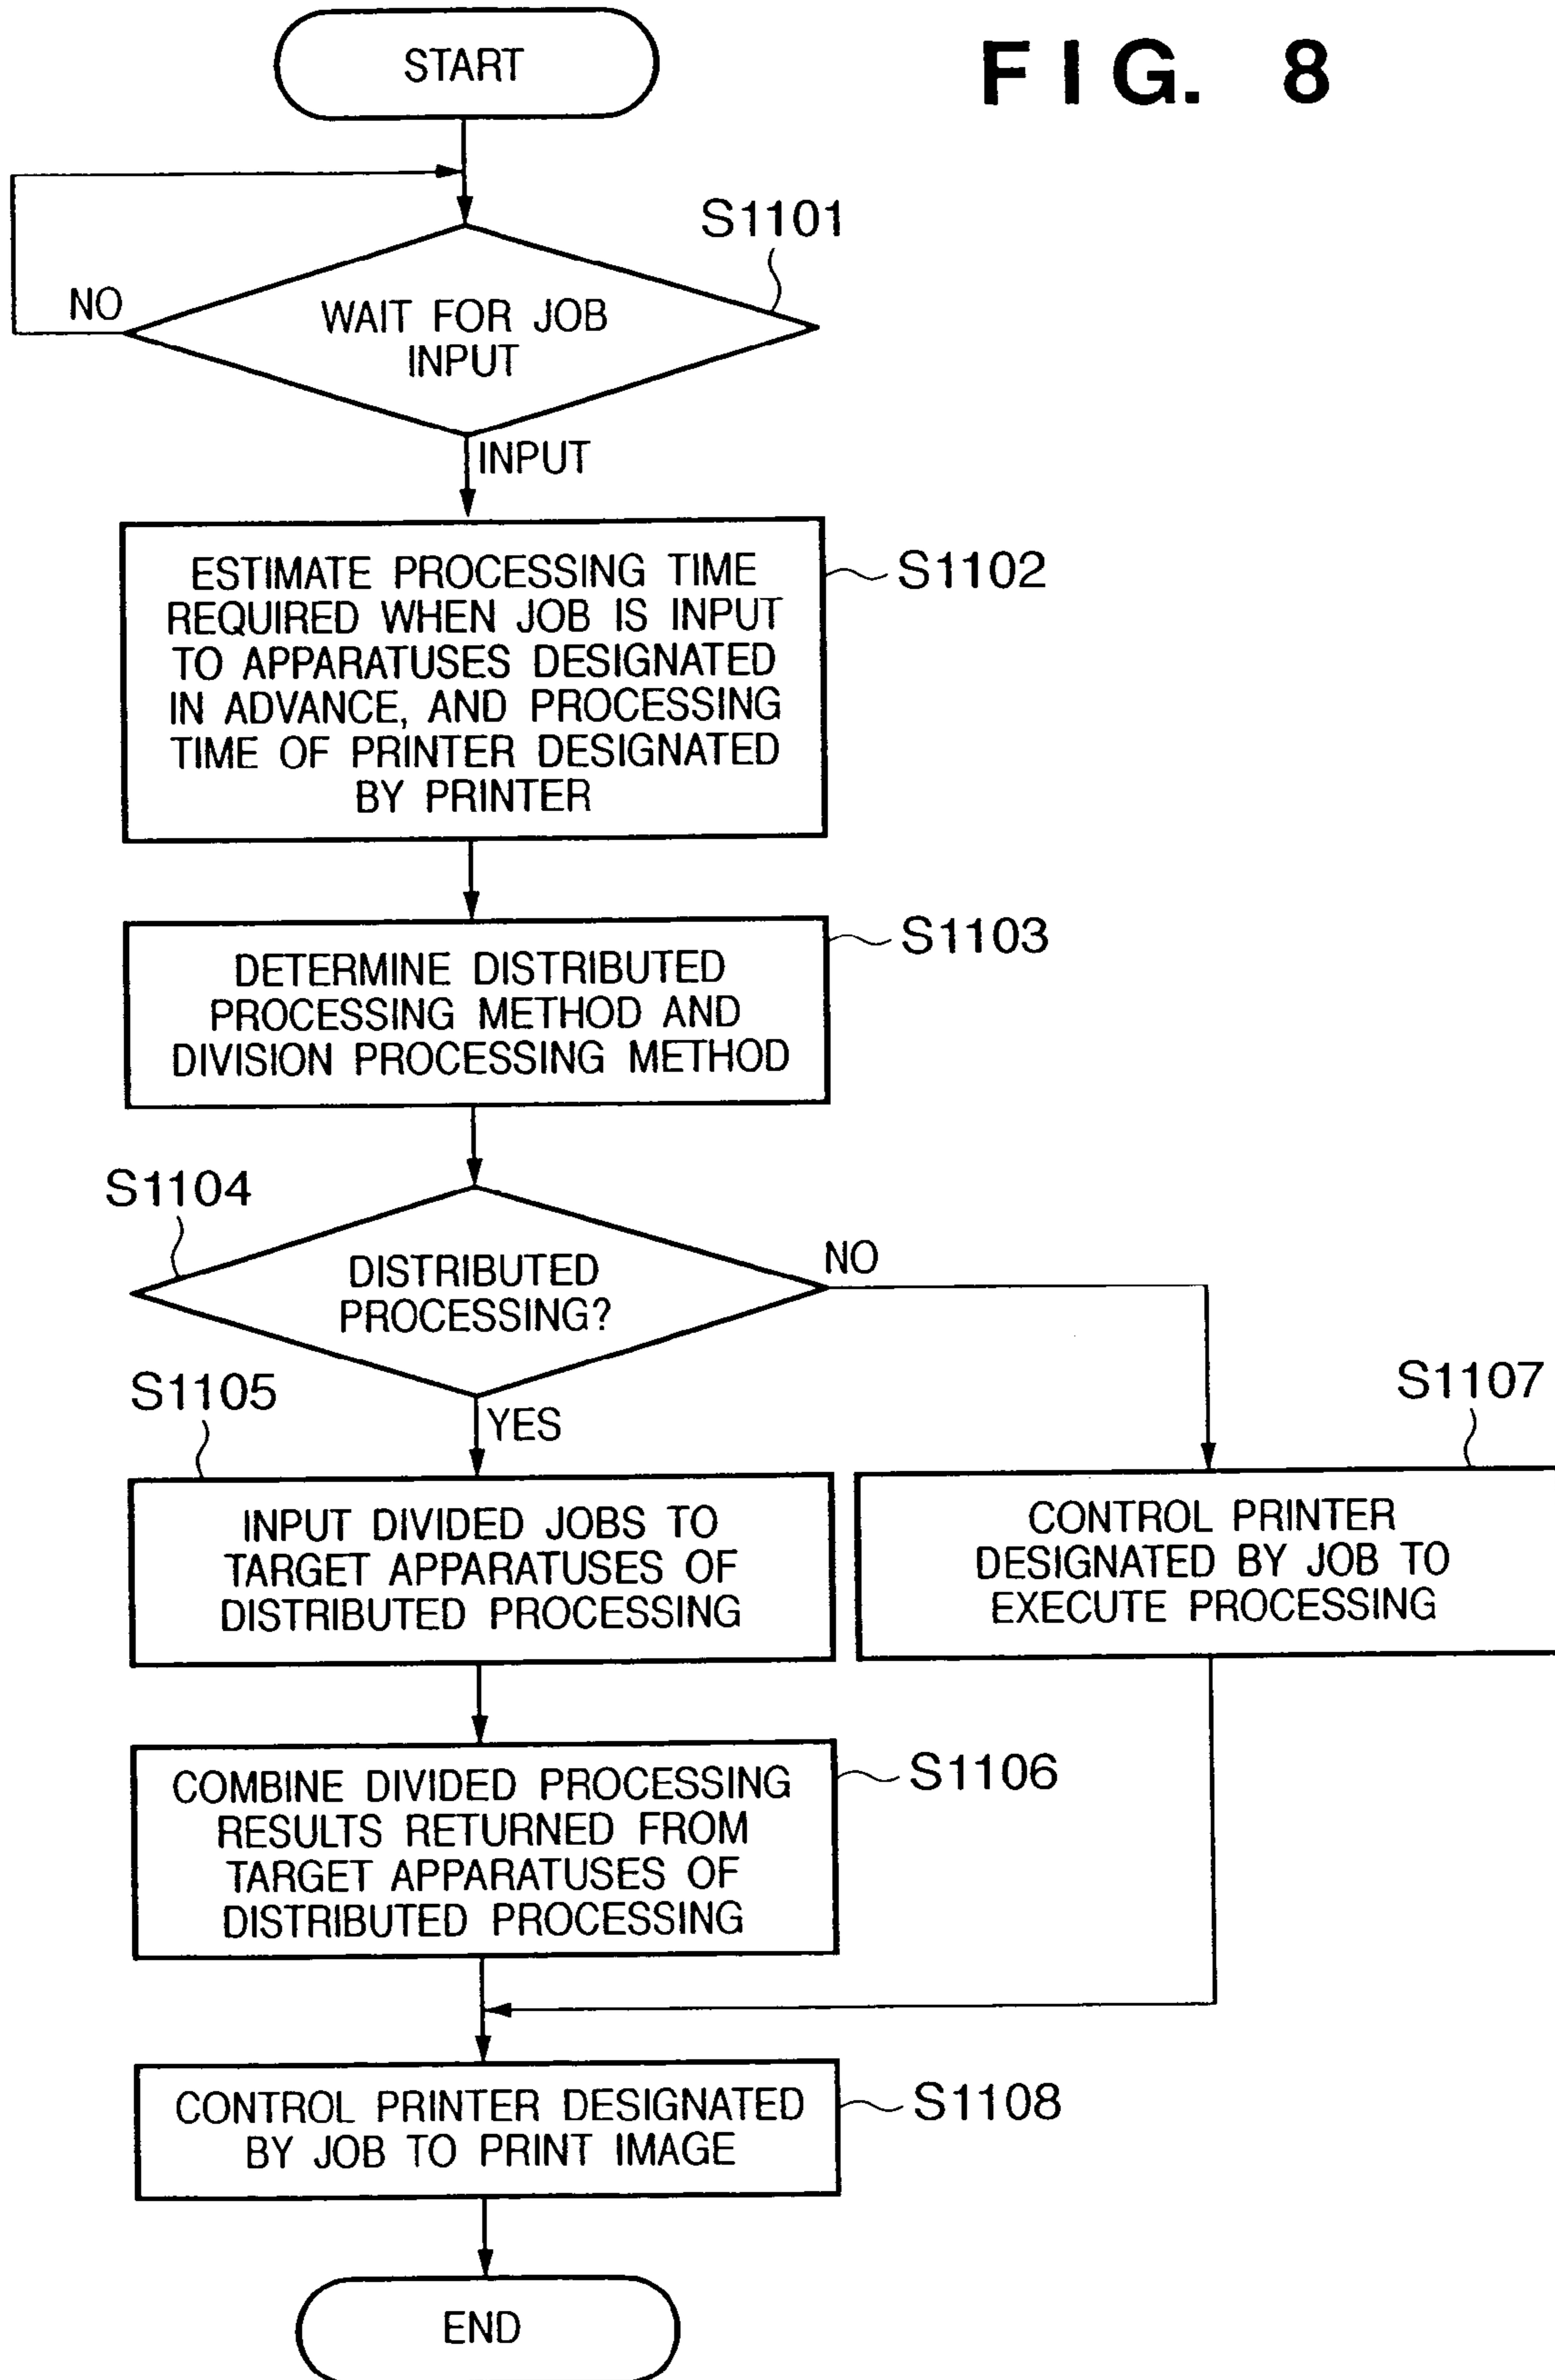 FIG. 8
START
S1101
NO
WAIT FOR JOB
INPUT
INPUT
ESTIMATE PROCESSING TIME
REQUIRED WHEN JOB IS INPUT
TO APPARATUSES DESIGNATED
IN ADVANCE, AND PROCESSING
TIME OF PRINTER DESIGNATED
BY PRINTER
S1102
DETERMINE DISTRIBUTED
PROCESSING METHOD AND
DIVISION PROCESSING METHOD
S1103
S1104
DISTRIBUTED
PROCESSING?
NO
YES
S1105
INPUT DIVIDED JOBS TO
TARGET APPARATUSES OF
DISTRIBUTED PROCESSING
S1107
CONTROL PRINTER
DESIGNATED BY JOB TO
EXECUTE PROCESSING
COMBINE DIVIDED PROCESSING
RESULTS RETURNED FROM
TARGET APPARATUSES OF
DISTRIBUTED PROCESSING
S1106
CONTROL PRINTER DESIGNATED
BY JOB TO PRINT IMAGE
S1108
END